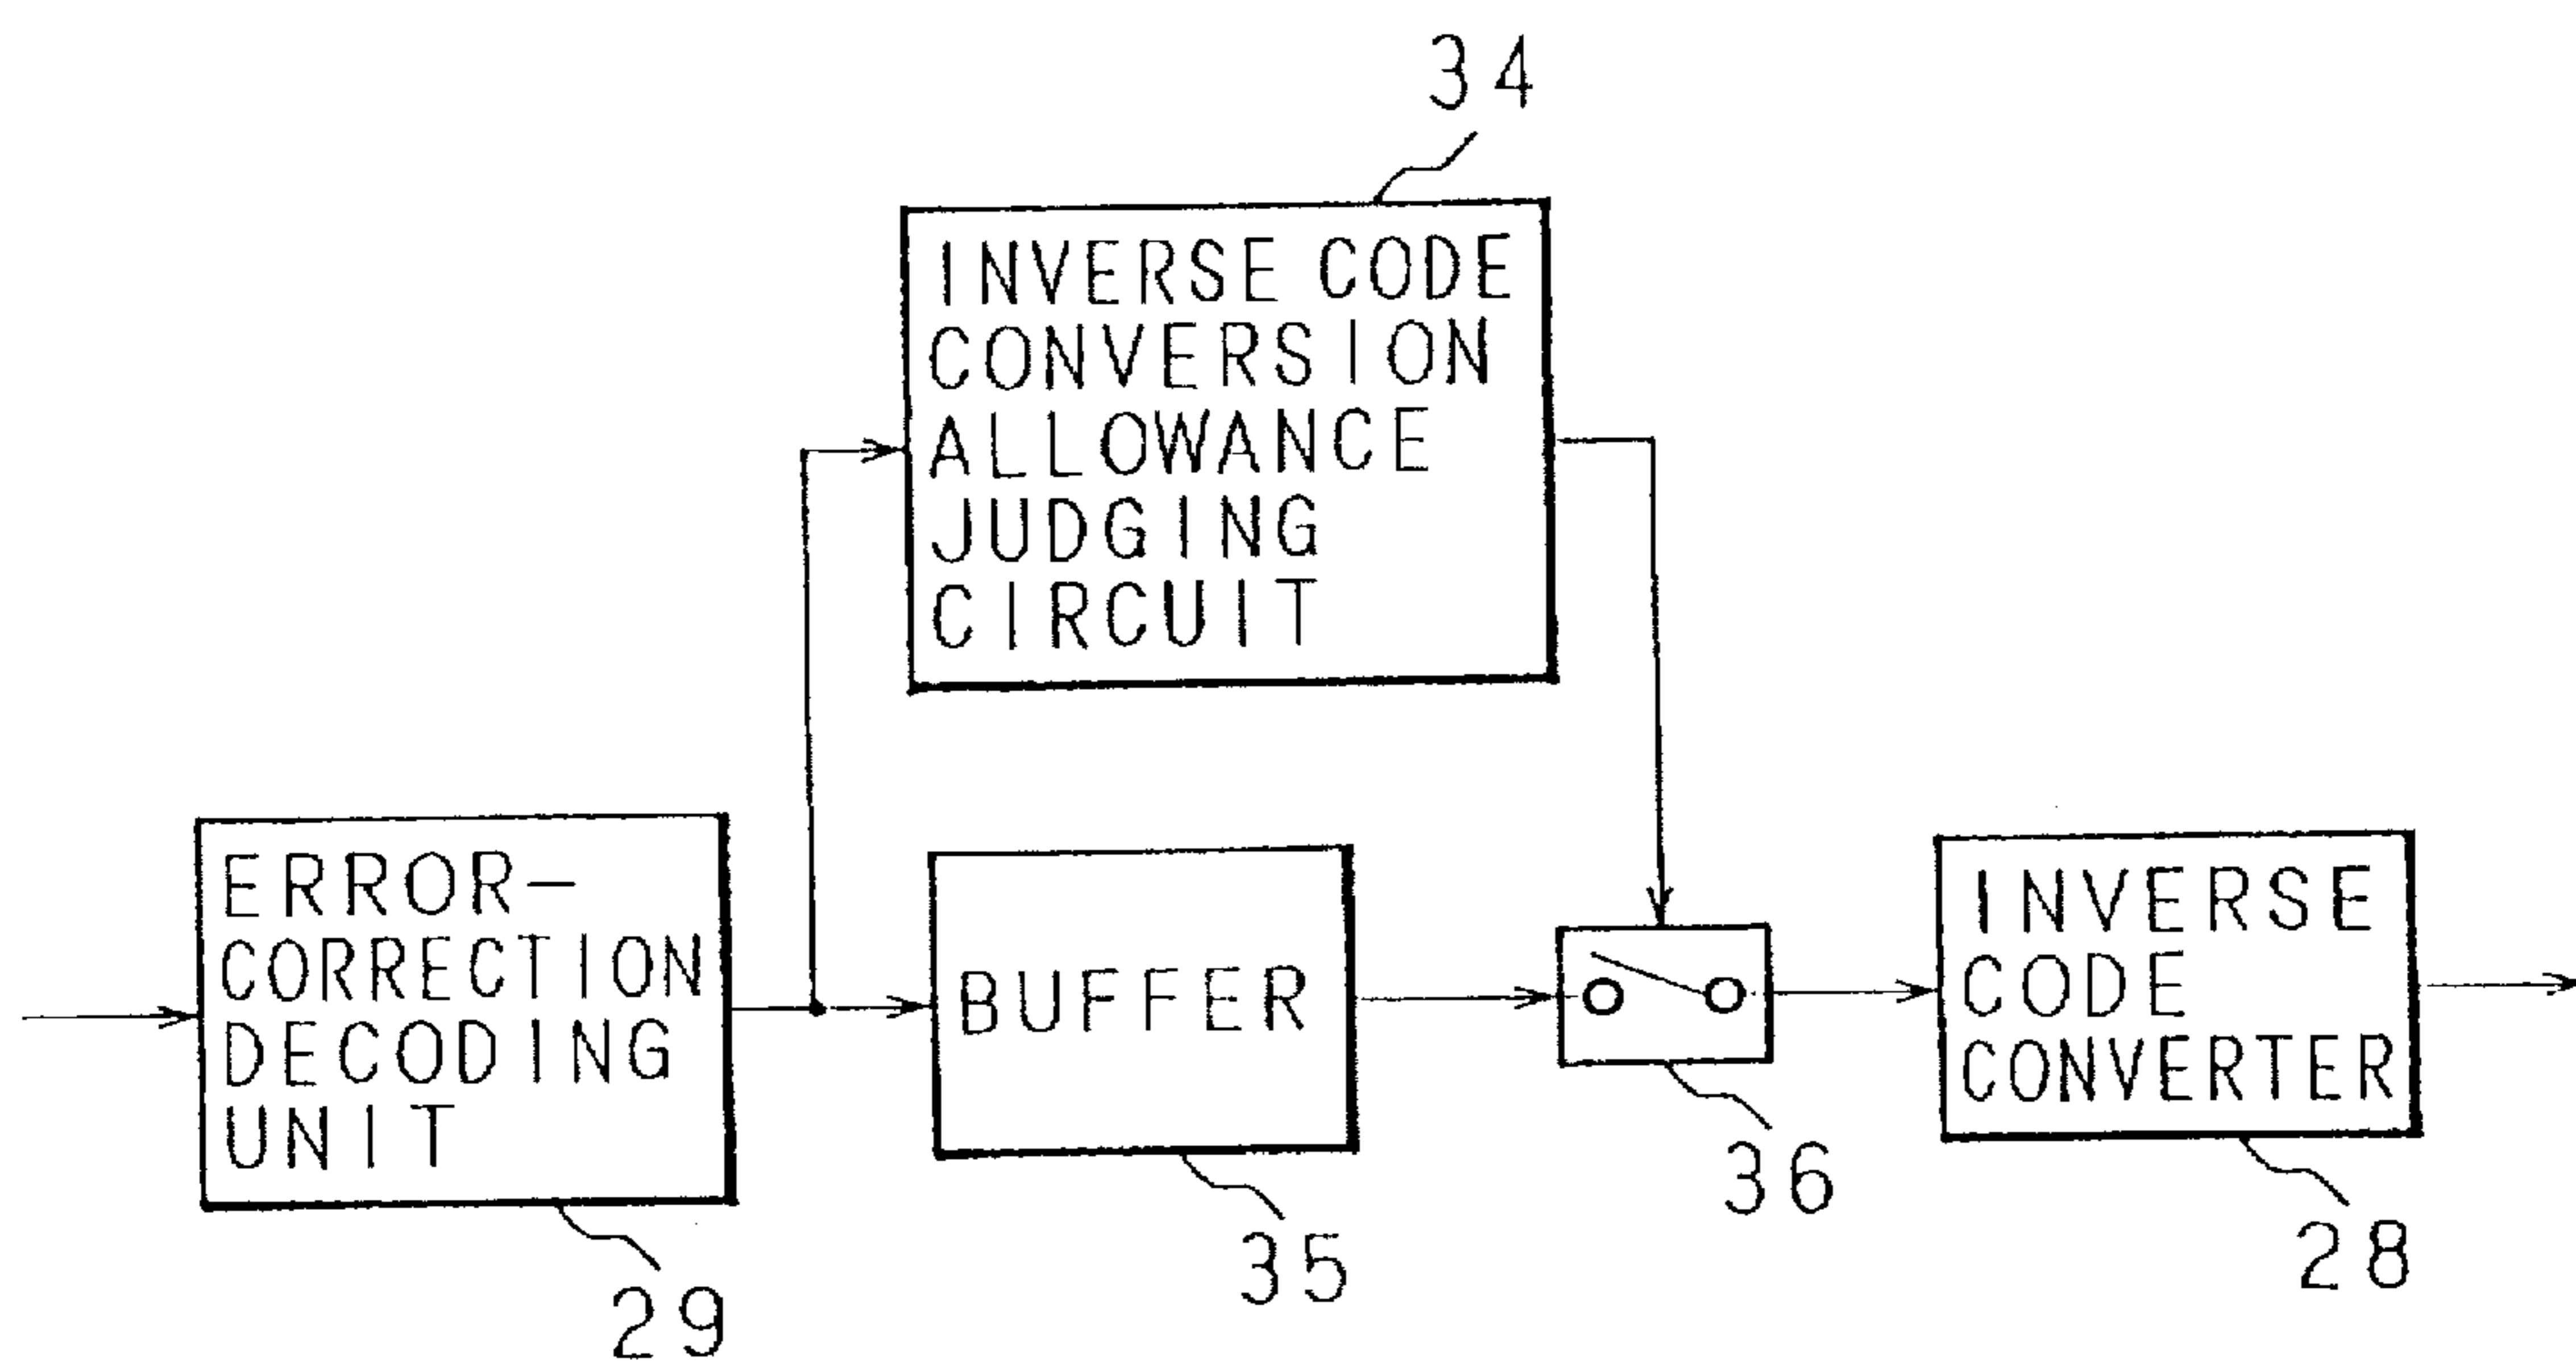 34
INVERSE CODE
CONVERSION
ALLOWANCE
JUDGING
CIRCUIT
ERROR-
CORRECTION
DECODING
UNIT
29
BUFFER
35
36
INVERSE
CODE
CONVERTER
28